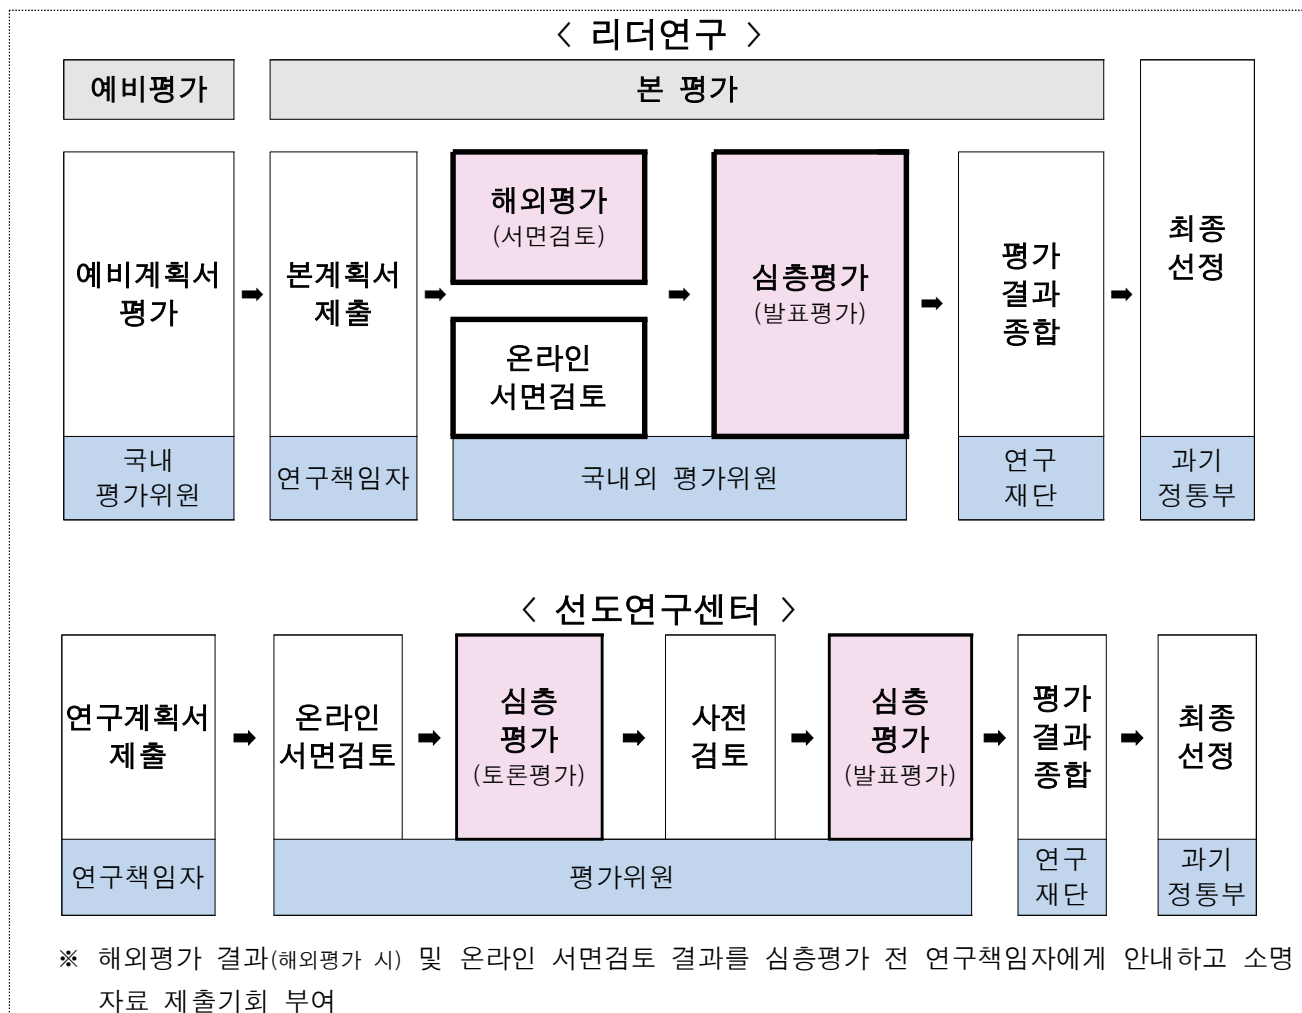 < 리더연구 >
예비평가
본 평가
예비계획서
평가
➡
본계획서
제출
➡
해외평가
(서면검토)
온라인
서면검토
➡
심층평가
(발표평가)
➡
평가
결과
종합
➡
최종
선정
국내
평가위원
연구책임자
국내외 평가위원
연구
재단
과기
정통부
< 선도연구센터 >
연구계획서
제출
➡
온라인
서면검토
➡
심층
평가
(토론평가)
➡
사전
검토
➡
심층
평가
(발표평가)
➡
평가
결과
종합
➡
최종
선정
연구책임자
평가위원
연구
재단
과기
정통부
※ 해외평가 결과(해외평가 시) 및 온라인 서면검토 결과를 심층평가 전 연구책임자에게 안내하고 소명
자료 제출기회 부여